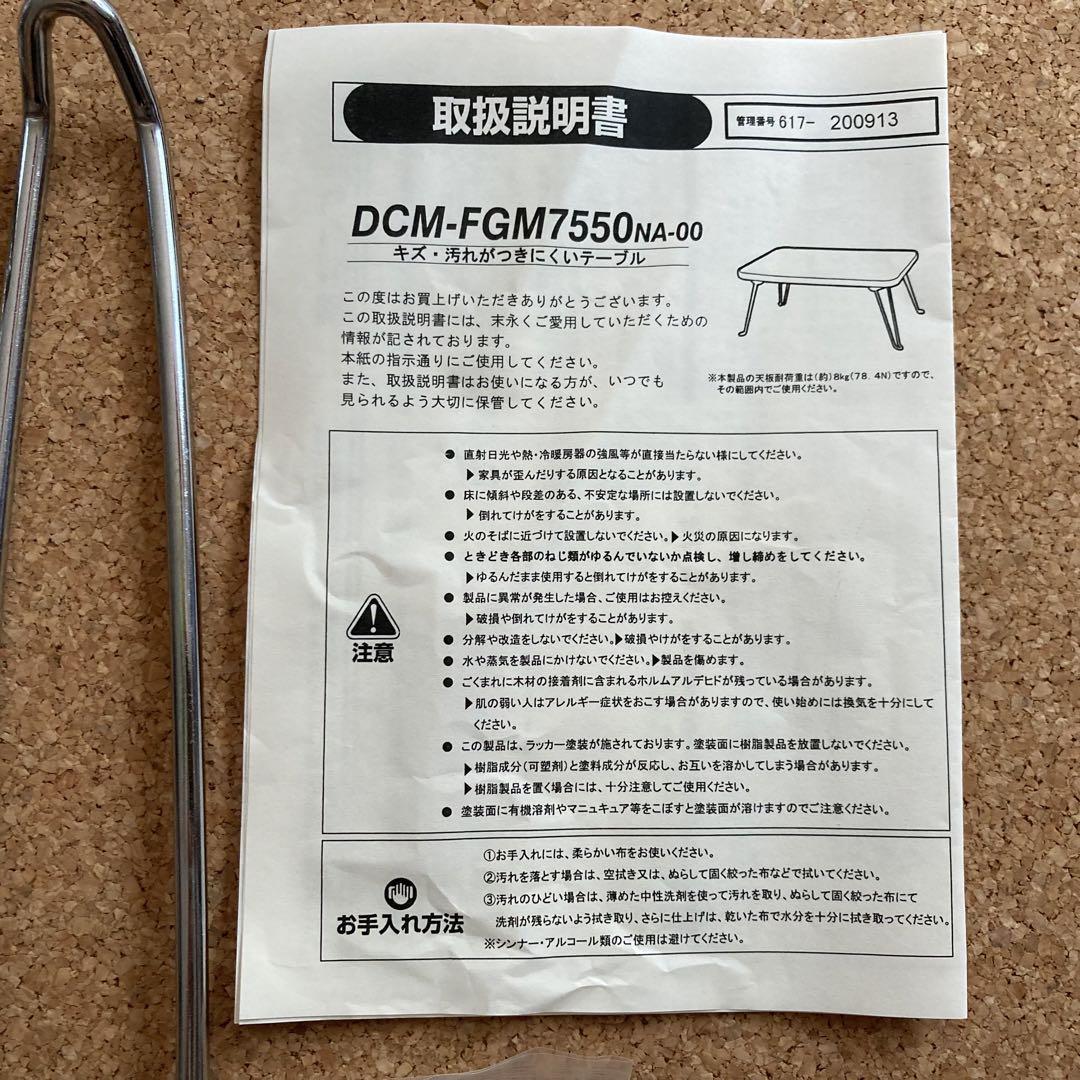 取扱説明書
管理番号 617- 200913
DCM-FGM7550NA-00
キズ・汚れがつきにくいテーブル
この度はお買上げいただきありがとうございます。
この取扱説明書には、末永くご愛用していただくための
情報が記されております。
本紙の指示通りにご使用してください。
また、取扱説明書はお使いになる方が、いつでも
見られるよう大切に保管してください。
※本製品の天板耐荷重は(約)8kg(78.4N)ですので、
その範囲内でご使用ください。
注意
● 直射日光や熱・冷暖房器の強風等が直接当たらない様にしてください。
▶家具が歪んだりする原因となることがあります。
● 床に傾斜や段差のある、不安定な場所には設置しないでください。
▶倒れてけがをすることがあります。
● 火のそばに近づけて設置しないでください。▶火災の原因になります。
● ときどき各部のねじ類がゆるんでいないか点検し、増し締めをしてください。
▶ゆるんだまま使用すると倒れてけがをすることがあります。
● 製品に異常が発生した場合、ご使用はお控えください。
▶破損や倒れてけがをすることがあります。
● 分解や改造をしないでください。▶破損やけがをすることがあります。
● 水や蒸気を製品にかけないでください。▶製品を傷めます。
● ごくまれに木材の接着剤に含まれるホルムアルデヒドが残っている場合があります。
▶肌の弱い人はアレルギー症状をおこす場合がありますので、使い始めには換気を十分にして
ください。
● この製品は、ラッカー塗装が施されております。塗装面に樹脂製品を放置しないでください。
▶樹脂成分(可塑剤)と塗料成分が反応し、お互いを溶かしてしまう場合があります。
▶樹脂製品を置く場合には、十分注意してご使用ください。
● 塗装面に有機溶剤やマニュキュア等をこぼすと塗装面が溶けますのでご注意ください。
お手入れ方法
①お手入れには、柔らかい布をお使いください。
②汚れを落とす場合は、空拭き又は、ぬらして固く絞った布などで拭いてください。
③汚れのひどい場合は、薄めた中性洗剤を使って汚れを取り、ぬらして固く絞った布にて
洗剤が残らないよう拭き取り、さらに仕上げは、乾いた布で水分を十分に拭き取ってください。
※シンナー・アルコール類のご使用は避けてください。